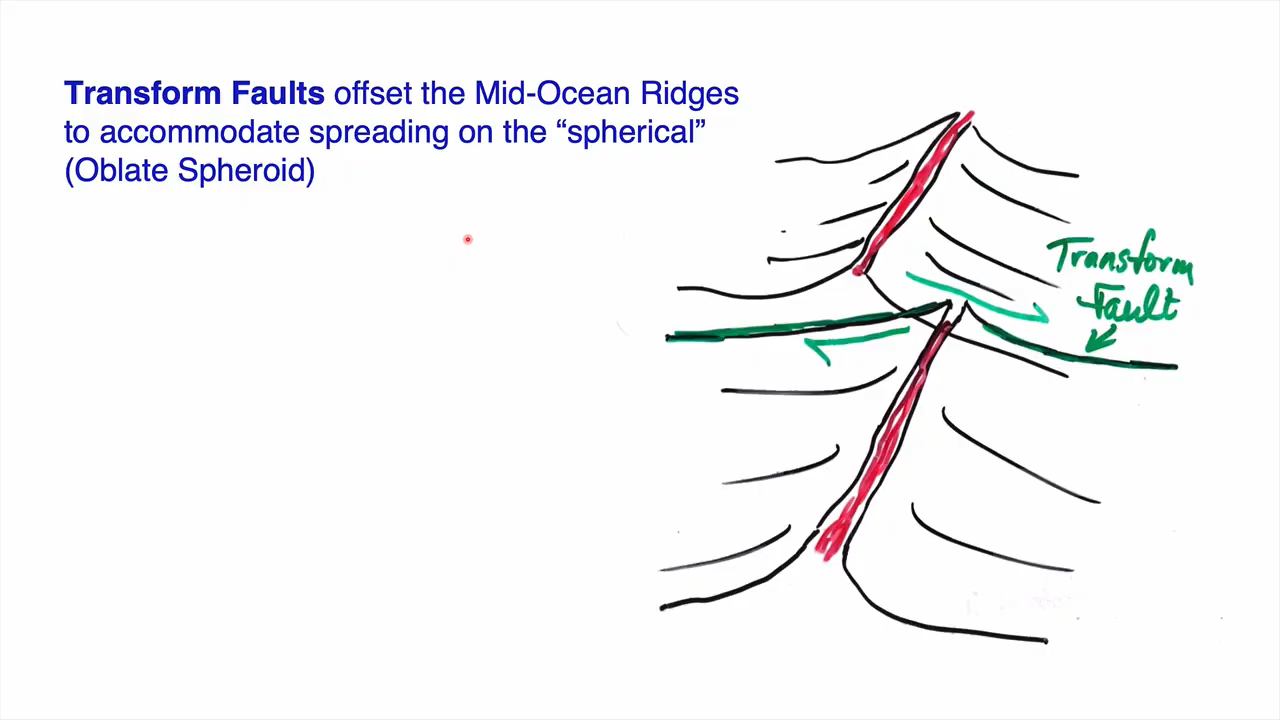 Transform Faults offset the Mid-Ocean Ridges
to accommodate spreading on the “spherical”
(Oblate Spheroid)
Transform
Fault